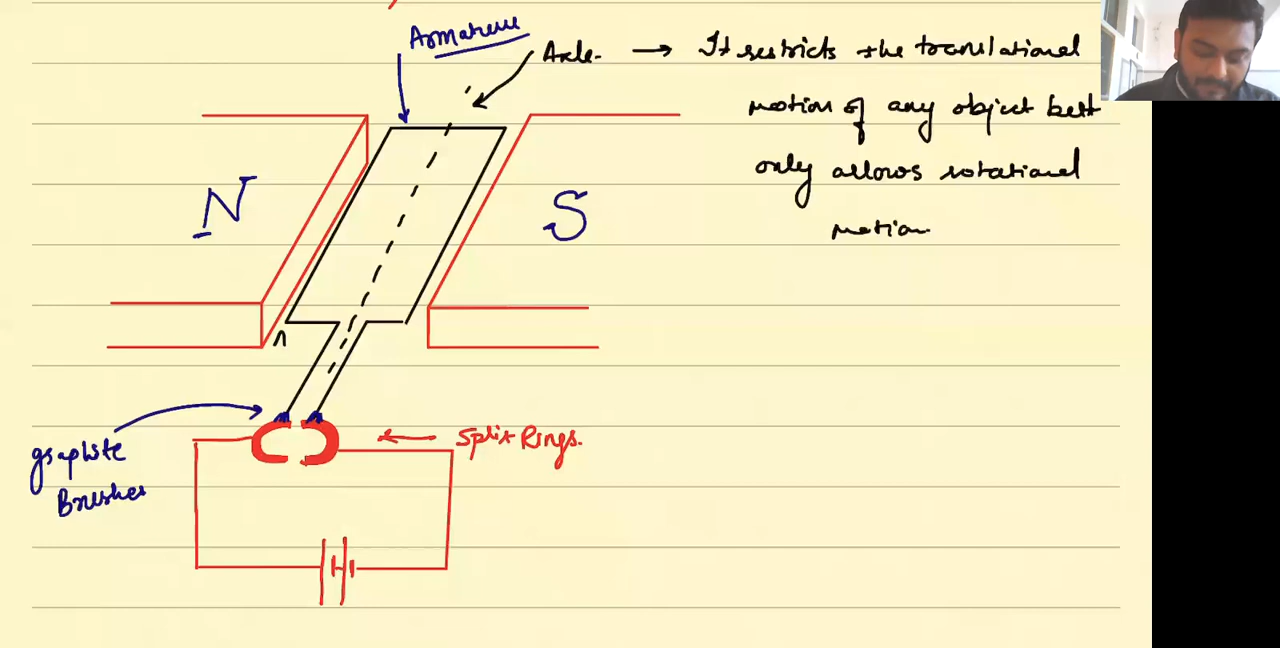 Armature
Axle. → It restricts the translational
motion of any object but
only allows rotational
motion
N
S
graphite
Brushes
Split Rings.